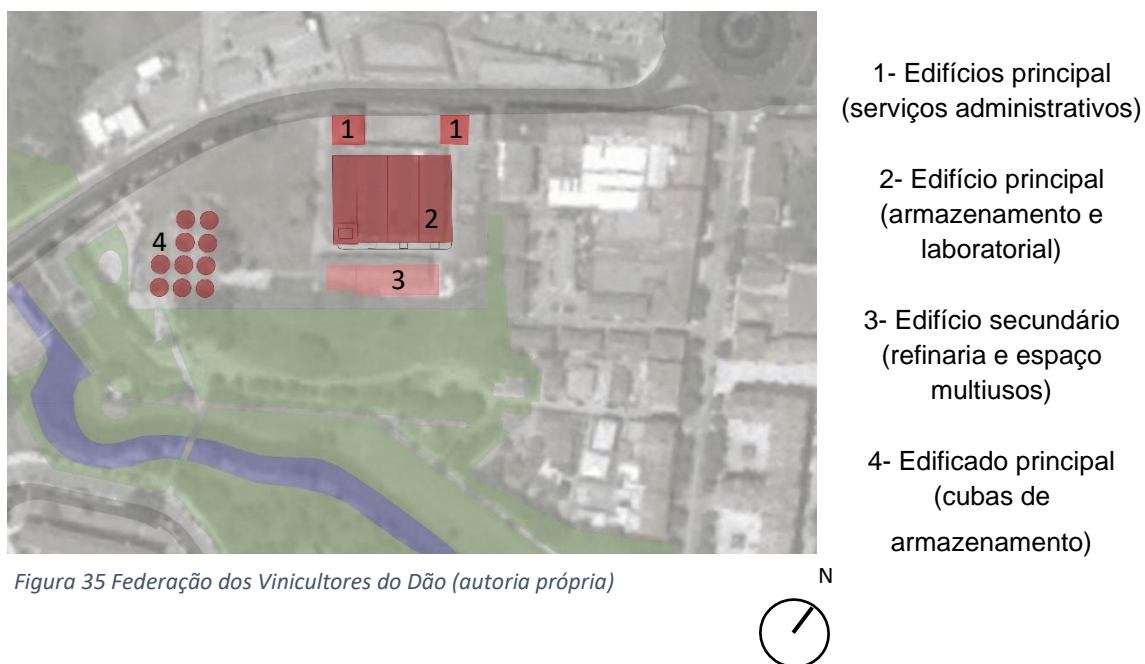 1
1
2
4
3
1- Edifícios principal
(serviços administrativos)
2- Edifício principal
(armazenamento e
laboratorial)
3- Edifício secundário
(refinaria e espaço
multiusos)
4- Edificado principal
(cubas de
armazenamento)
Figura 35 Federação dos Vinicultores do Dão (autoria própria)
N